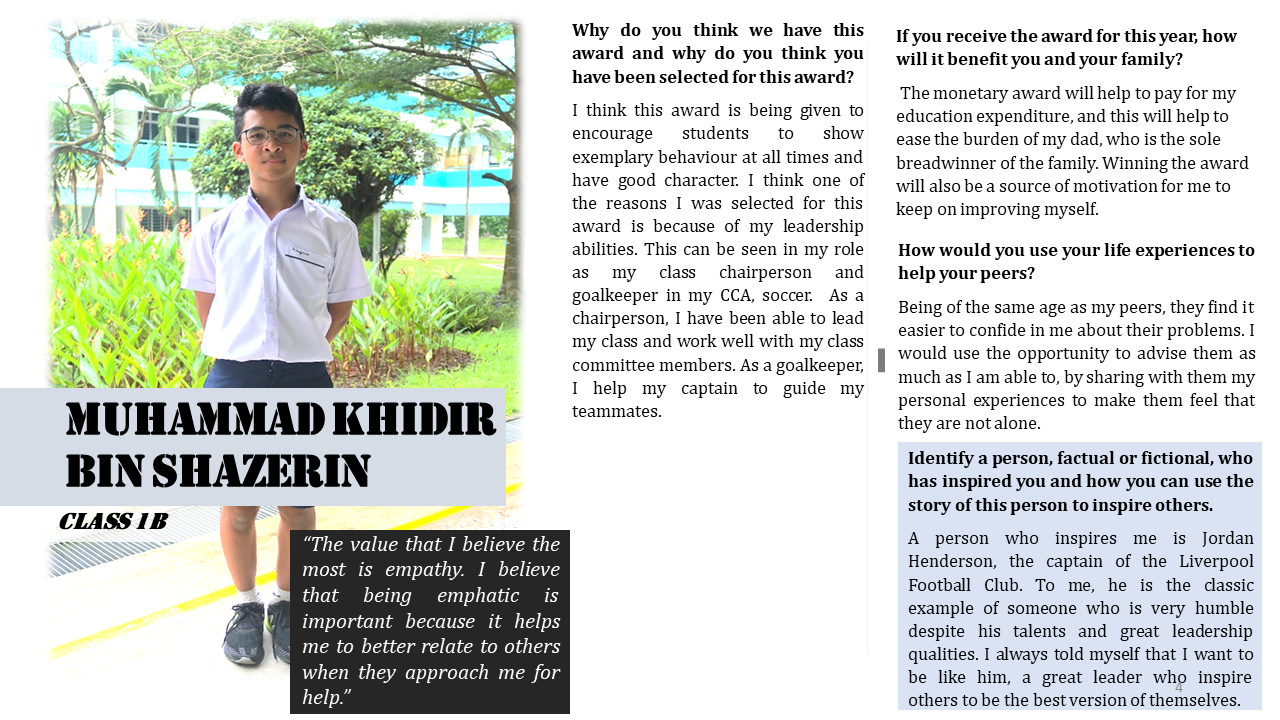 MUHAMMAD KHIDIR
BIN SHAZERIN
CLASS 1B
“The value that I believe the
most is empathy. I believe
that being emphatic is
important because it helps
me to better relate to others
when they approach me for
help.”
Why do you think we have this
award and why do you think you
have been selected for this award?
I think this award is being given to
encourage students to show
exemplary behaviour at all times and
have good character. I think one of
the reasons I was selected for this
award is because of my leadership
abilities. This can be seen in my role
as my class chairperson and
goalkeeper in my CCA, soccer. As a
chairperson, I have been able to lead
my class and work well with my class
committee members. As a goalkeeper,
I help my captain to guide my
teammates.
If you receive the award for this year, how
will it benefit you and your family?
The monetary award will help to pay for my
education expenditure, and this will help to
ease the burden of my dad, who is the sole
breadwinner of the family. Winning the award
will also be a source of motivation for me to
keep on improving myself.
How would you use your life experiences to
help your peers?
Being of the same age as my peers, they find it
easier to confide in me about their problems. I
would use the opportunity to advise them as
much as I am able to, by sharing with them my
personal experiences to make them feel that
they are not alone.
Identify a person, factual or fictional, who
has inspired you and how you can use the
story of this person to inspire others.
A person who inspires me is Jordan
Henderson, the captain of the Liverpool
Football Club. To me, he is the classic
example of someone who is very humble
despite his talents and great leadership
qualities. I always told myself that I want to
be like him, a great leader who inspire
others to be the best version of themselves.
4